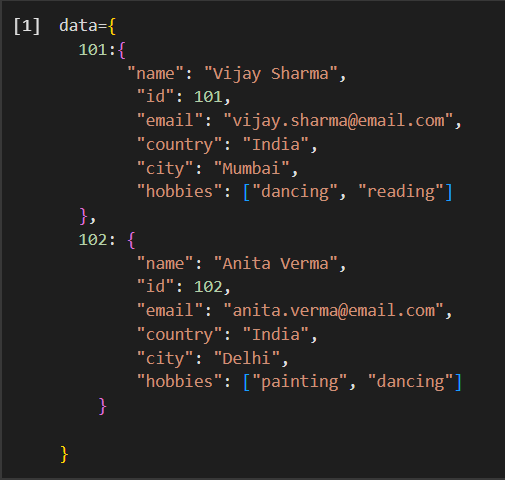 [1] data={
101:{
"name": "Vijay Sharma",
"id": 101,
"email": "vijay.sharma@email.com",
"country": "India",
"city": "Mumbai",
"hobbies": ["dancing", "reading"]
},
102: {
"name": "Anita Verma",
"id": 102,
"email": "anita.verma@email.com",
"country": "India",
"city": "Delhi",
"hobbies": ["painting", "dancing"]
}
}